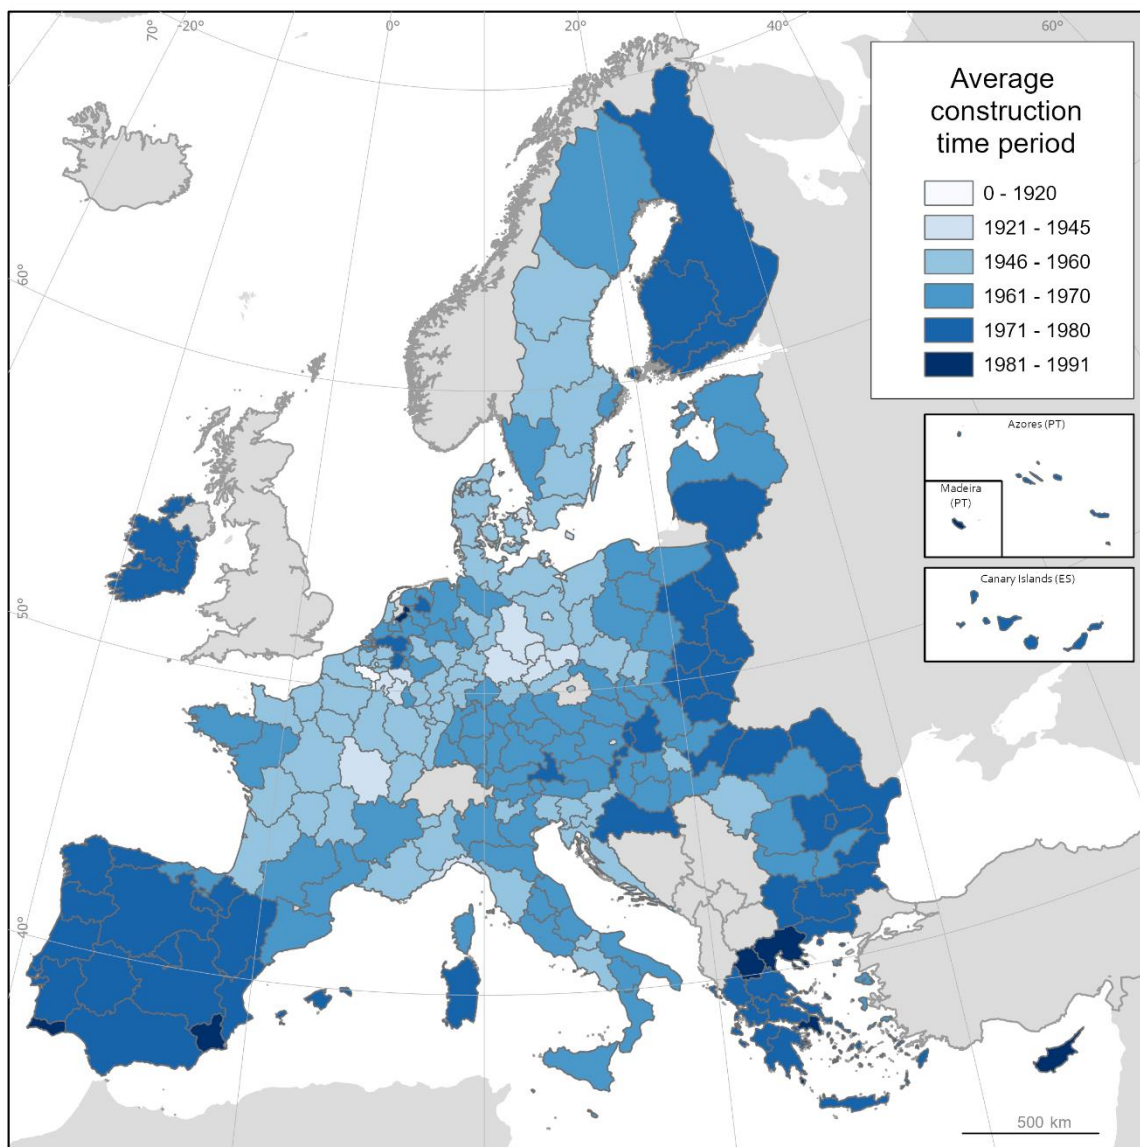 70°
-20°
0°
20°
40°
60°
60°
50°
40°
Average
construction
time period
0 - 1920
1921 - 1945
1946 - 1960
1961 - 1970
1971 - 1980
1981 - 1991
Azores (PT)
Madeira
(PT)
Canary Islands (ES)
500 km